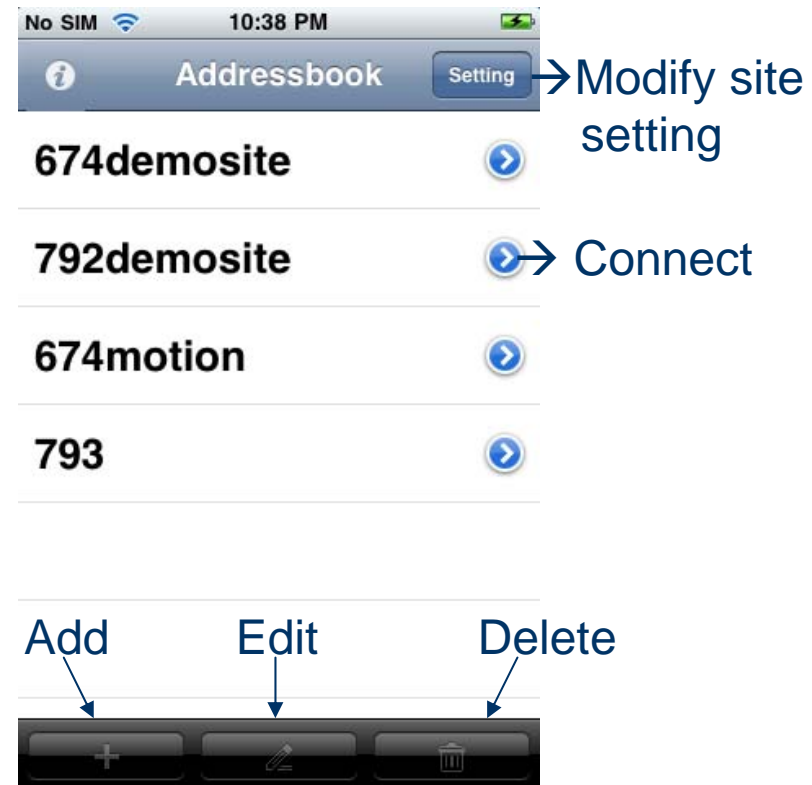 No SIM 10:38 PM
Addressbook Setting → Modify site
setting
674demosite
792demosite → Connect
674motion
793
Add Edit Delete